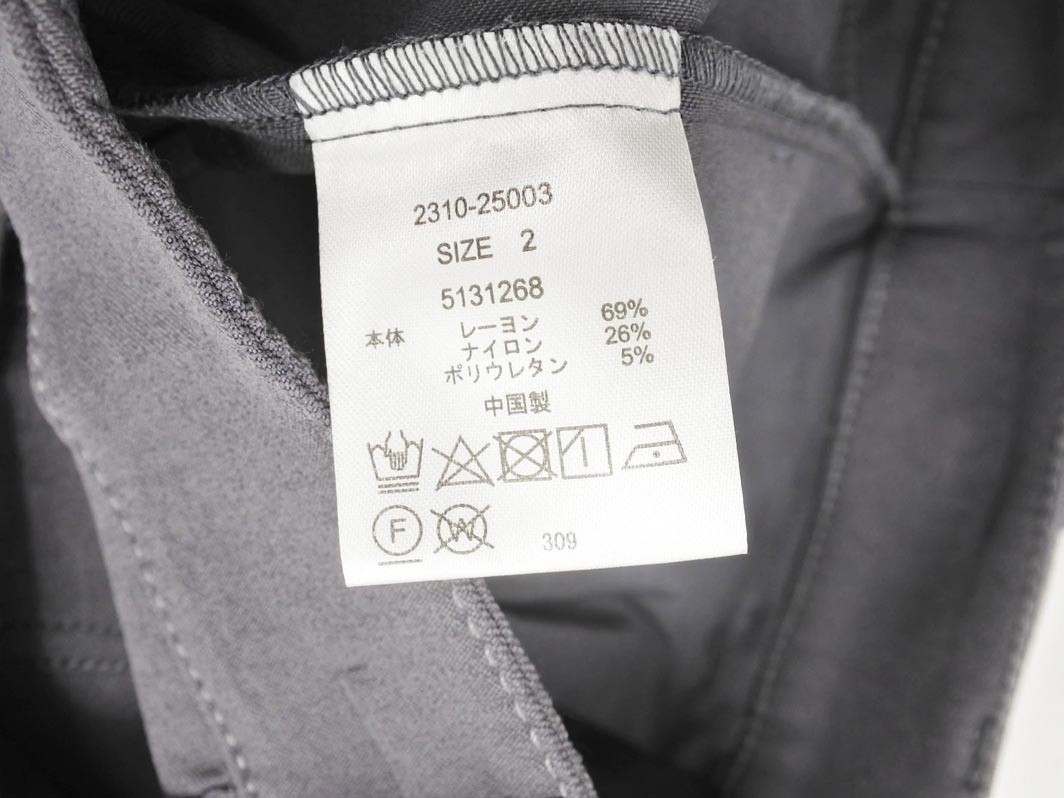 2310-25003
SIZE 2
5131268
本体 レーヨン 69%
ナイロン 26%
ポリウレタン 5%
中国製
F W 309